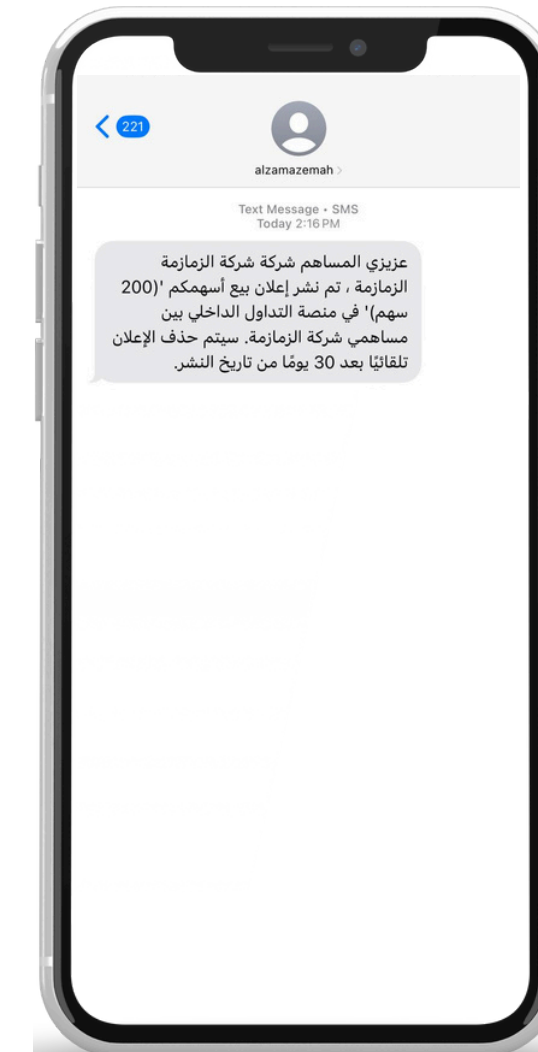 221
alzamazemah
Text Message • SMS
Today 2:16 PM
عزيزي المساهم شركة شركة الزمازمة
الزمازمة ، تم نشر إعلان بيع أسهمكم '(200
سهم)' في منصة التداول الداخلي بين
مساهمي شركة الزمازمة. سيتم حذف الإعلان
تلقائيًا بعد 30 يومًا من تاريخ النشر.